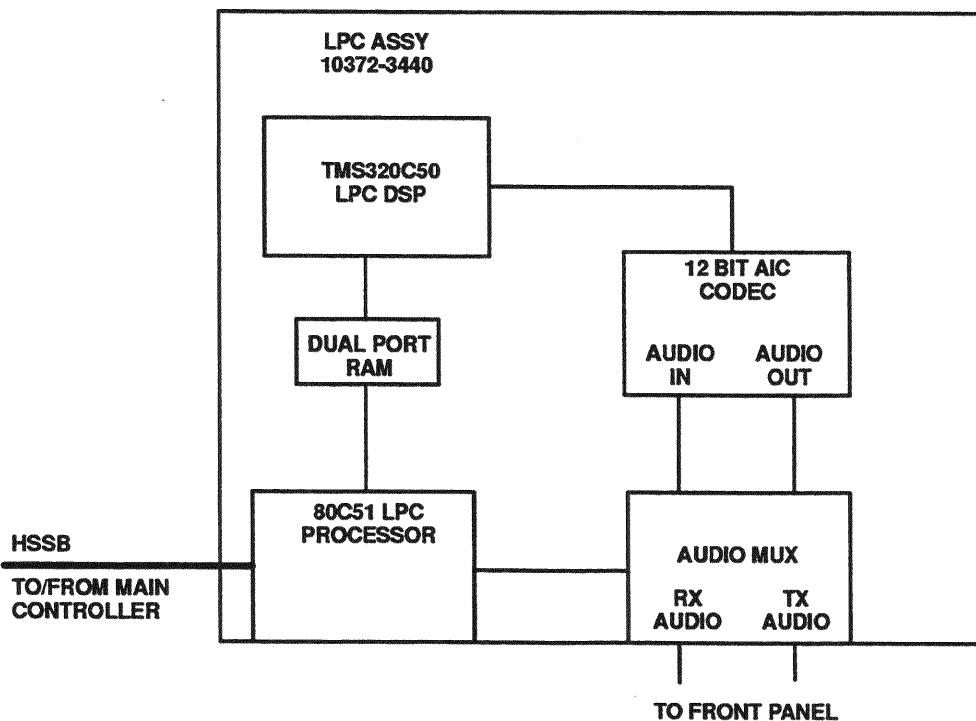 LPC ASSY
10372-3440
TMS320C50
LPC DSP
12 BIT AIC
CODEC
DUAL PORT
RAM
AUDIO
IN
AUDIO
OUT
80C51 LPC
PROCESSOR
HSSB
TO/FROM MAIN
CONTROLLER
AUDIO MUX
RX
AUDIO
TX
AUDIO
TO FRONT PANEL